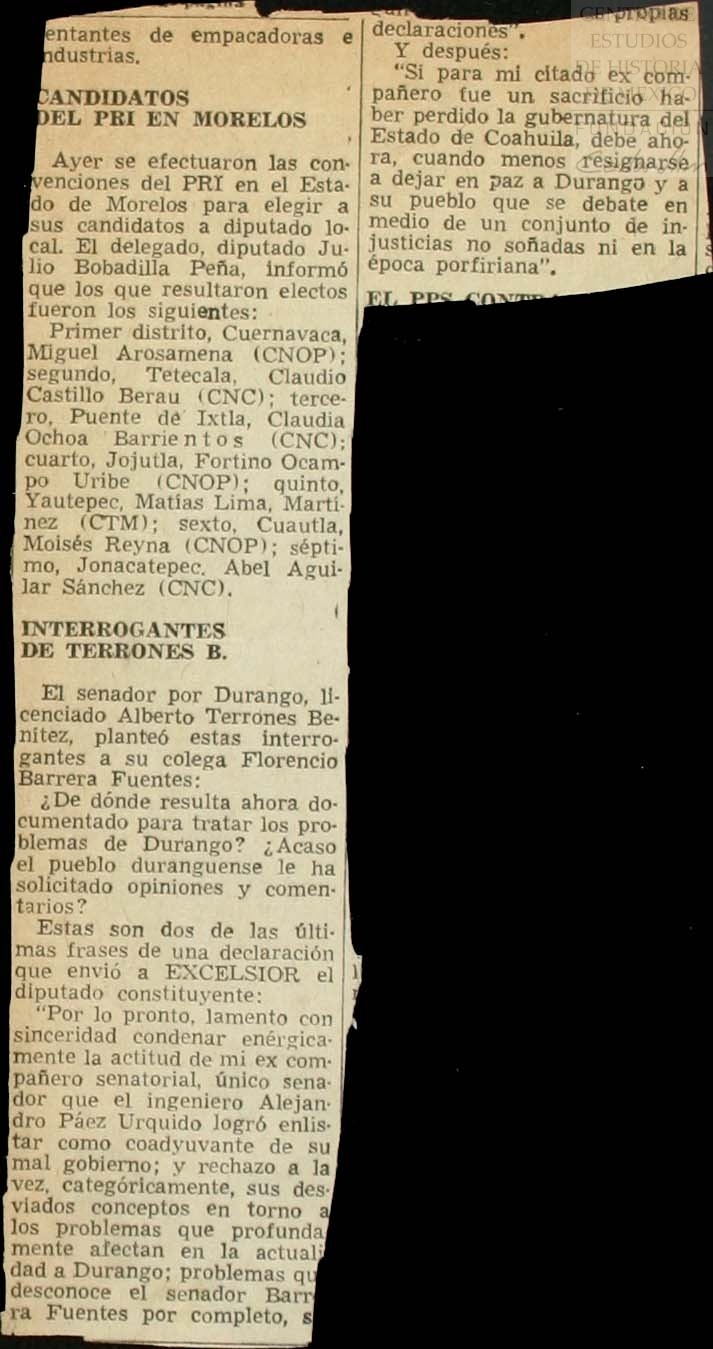 entantes de empacadoras e
ndustrias.
CANDIDATOS
DEL PRI EN MORELOS
Ayer se efectuaron las con-
venciones del PRI en el Esta-
do de Morelos para elegir a
sus candidatos a diputado lo-
cal. El delegado, diputado Ju-
lio Bobadilla Peña, informó
que los que resultaron electos
fueron los siguientes:
Primer distrito, Cuernavaca,
Miguel Arosamena (CNOP);
segundo, Tetecala, Claudio
Castillo Berau (CNC); terce-
ro, Puente de Ixtla, Claudia
Ochoa Barrientos (CNC);
cuarto, Jojutla, Fortino Ocam-
po Uribe (CNOP); quinto,
Yautepec, Matías Lima, Martí-
nez (CTM); sexto, Cuautla,
Moisés Reyna (CNOP); sépti-
mo, Jonacatepec, Abel Agui-
lar Sánchez (CNC).
INTERROGANTES
DE TERRONES B.
El senador por Durango, li-
cenciado Alberto Terrones Be-
nítez, planteó estas interro-
gantes a su colega Florencio
Barrera Fuentes:
¿De dónde resulta ahora do-
cumentado para tratar los pro-
blemas de Durango? ¿Acaso
el pueblo duranguense le ha
solicitado opiniones y comen-
tarios?
Estas son dos de las últi-
mas frases de una declaración
que envió a EXCELSIOR el
diputado constituyente:
"Por lo pronto, lamento con
sinceridad condenar enérgica-
mente la actitud de mi ex com-
pañero senatorial, único sena-
dor que el ingeniero Alejan-
dro Páez Urquido logró enlis-
tar como coadyuvante de su
mal gobierno; y rechazo a la
vez, categóricamente, sus des-
viados conceptos en torno a
los problemas que profunda
mente afectan en la actuali
dad a Durango; problemas qu
desconoce el senador Barr
ra Fuentes por completo, s
propias
declaraciones".
Y después:
"Si para mi citado ex com-
pañero fue un sacrificio ha-
ber perdido la gubernatura del
Estado de Coahuila, debe aho-
ra, cuando menos resignarse
a dejar en paz a Durango y a
su pueblo que se debate en
medio de un conjunto de in-
justicias no soñadas ni en la
época porfiriana".
EL PPS CONTRA
CENTRO DE
ESTUDIOS
DE HISTORIA
DE MEXICO
FUNDACIÓN